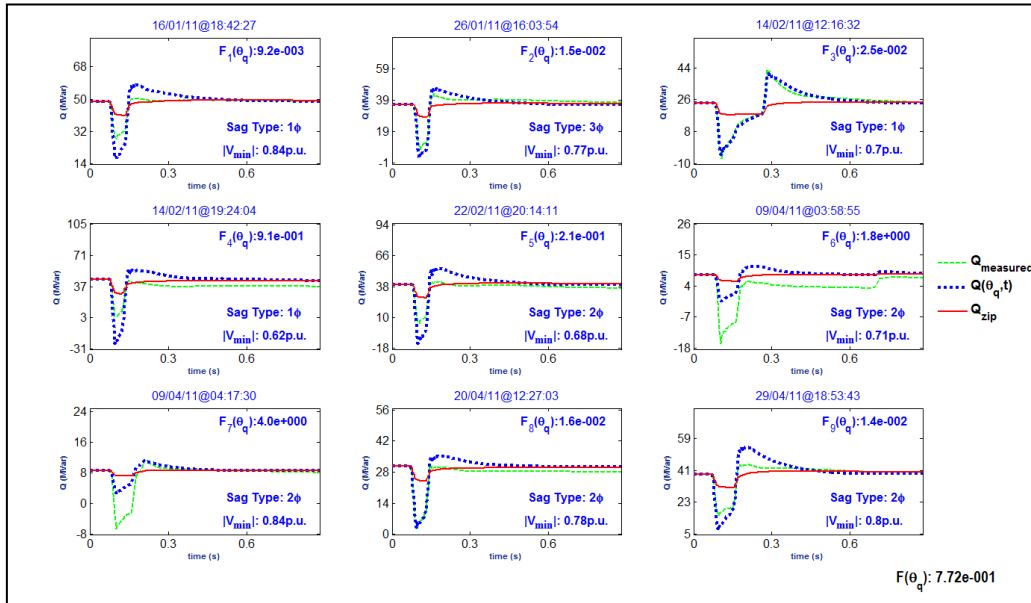 16/01/11@18:42:27
26/01/11@16:03:54
14/02/11@12:16:32
F1(θq):9.2e-003
Sag Type: 1ϕ
|Vmin|: 0.84p.u.
Q (Mvar)
68
50
32
14
0
0.3
0.6
time (s)
F2(θq):1.5e-002
Sag Type: 3ϕ
|Vmin|: 0.77p.u.
59
39
19
-1
0
0.3
0.6
time (s)
F3(θq):2.5e-002
Sag Type: 1ϕ
|Vmin|: 0.7p.u.
44
26
8
-10
0
0.3
0.6
time (s)
14/02/11@19:24:04
22/02/11@20:14:11
09/04/11@03:58:55
F4(θq):9.1e-001
Sag Type: 1ϕ
|Vmin|: 0.62p.u.
Q (Mvar)
105
71
37
3
-31
0
0.3
0.6
time (s)
F5(θq):2.1e-001
Sag Type: 2ϕ
|Vmin|: 0.68p.u.
94
66
38
10
-18
0
0.3
0.6
time (s)
F6(θq):1.8e+000
Sag Type: 2ϕ
|Vmin|: 0.71p.u.
26
15
4
-7
-18
0
0.3
0.6
time (s)
Qmeasured
Q(θq,t)
Qzip
09/04/11@04:17:30
20/04/11@12:27:03
29/04/11@18:53:43
F7(θq):4.0e+000
Sag Type: 2ϕ
|Vmin|: 0.84p.u.
Q (Mvar)
24
16
8
0
-8
0
0.3
0.6
time (s)
F8(θq):1.6e-002
Sag Type: 2ϕ
|Vmin|: 0.78p.u.
56
42
28
14
0
0
0.3
0.6
time (s)
F9(θq):1.4e-002
Sag Type: 2ϕ
|Vmin|: 0.8p.u.
59
41
23
5
0
0.3
0.6
time (s)
F(θq): 7.72e-001